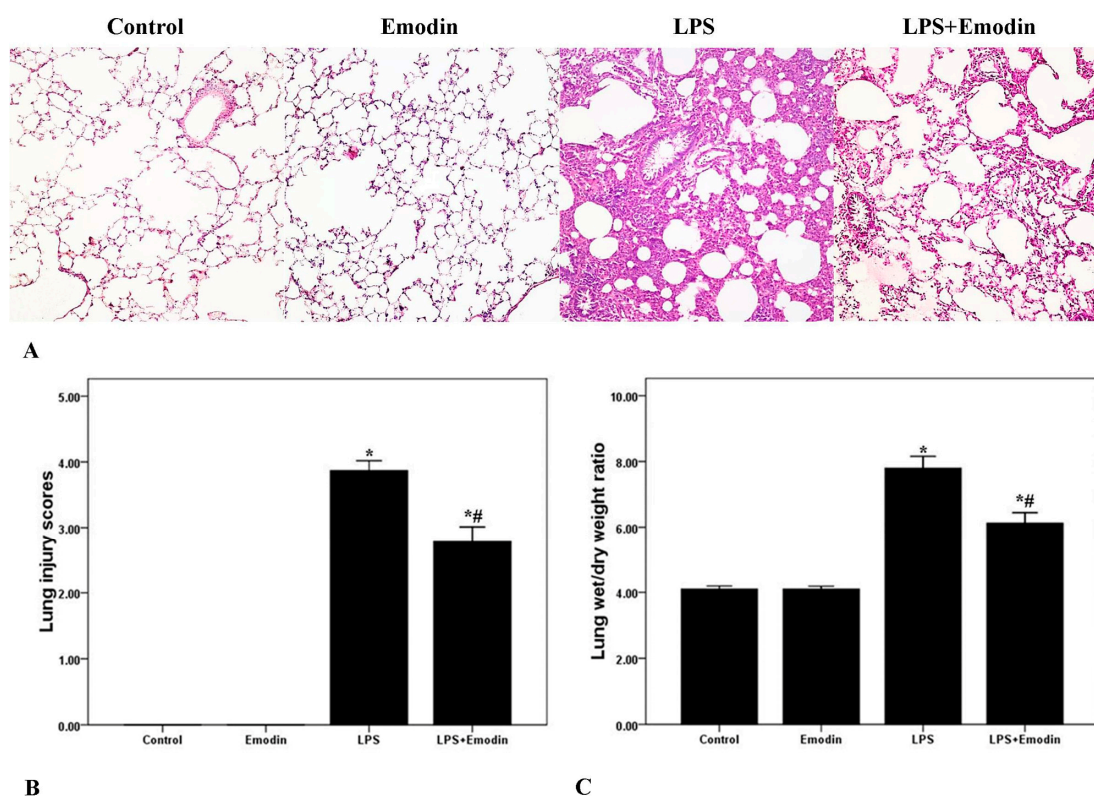 Control Emodin LPS LPS+Emodin
A
Lung injury scores
5.00
4.00
3.00
2.00
1.00
0.00
*
*#
Control Emodin LPS LPS+Emodin
B
Lung wet/dry weight ratio
10.00
8.00
6.00
4.00
2.00
0.00
*
*#
Control Emodin LPS LPS+Emodin
C